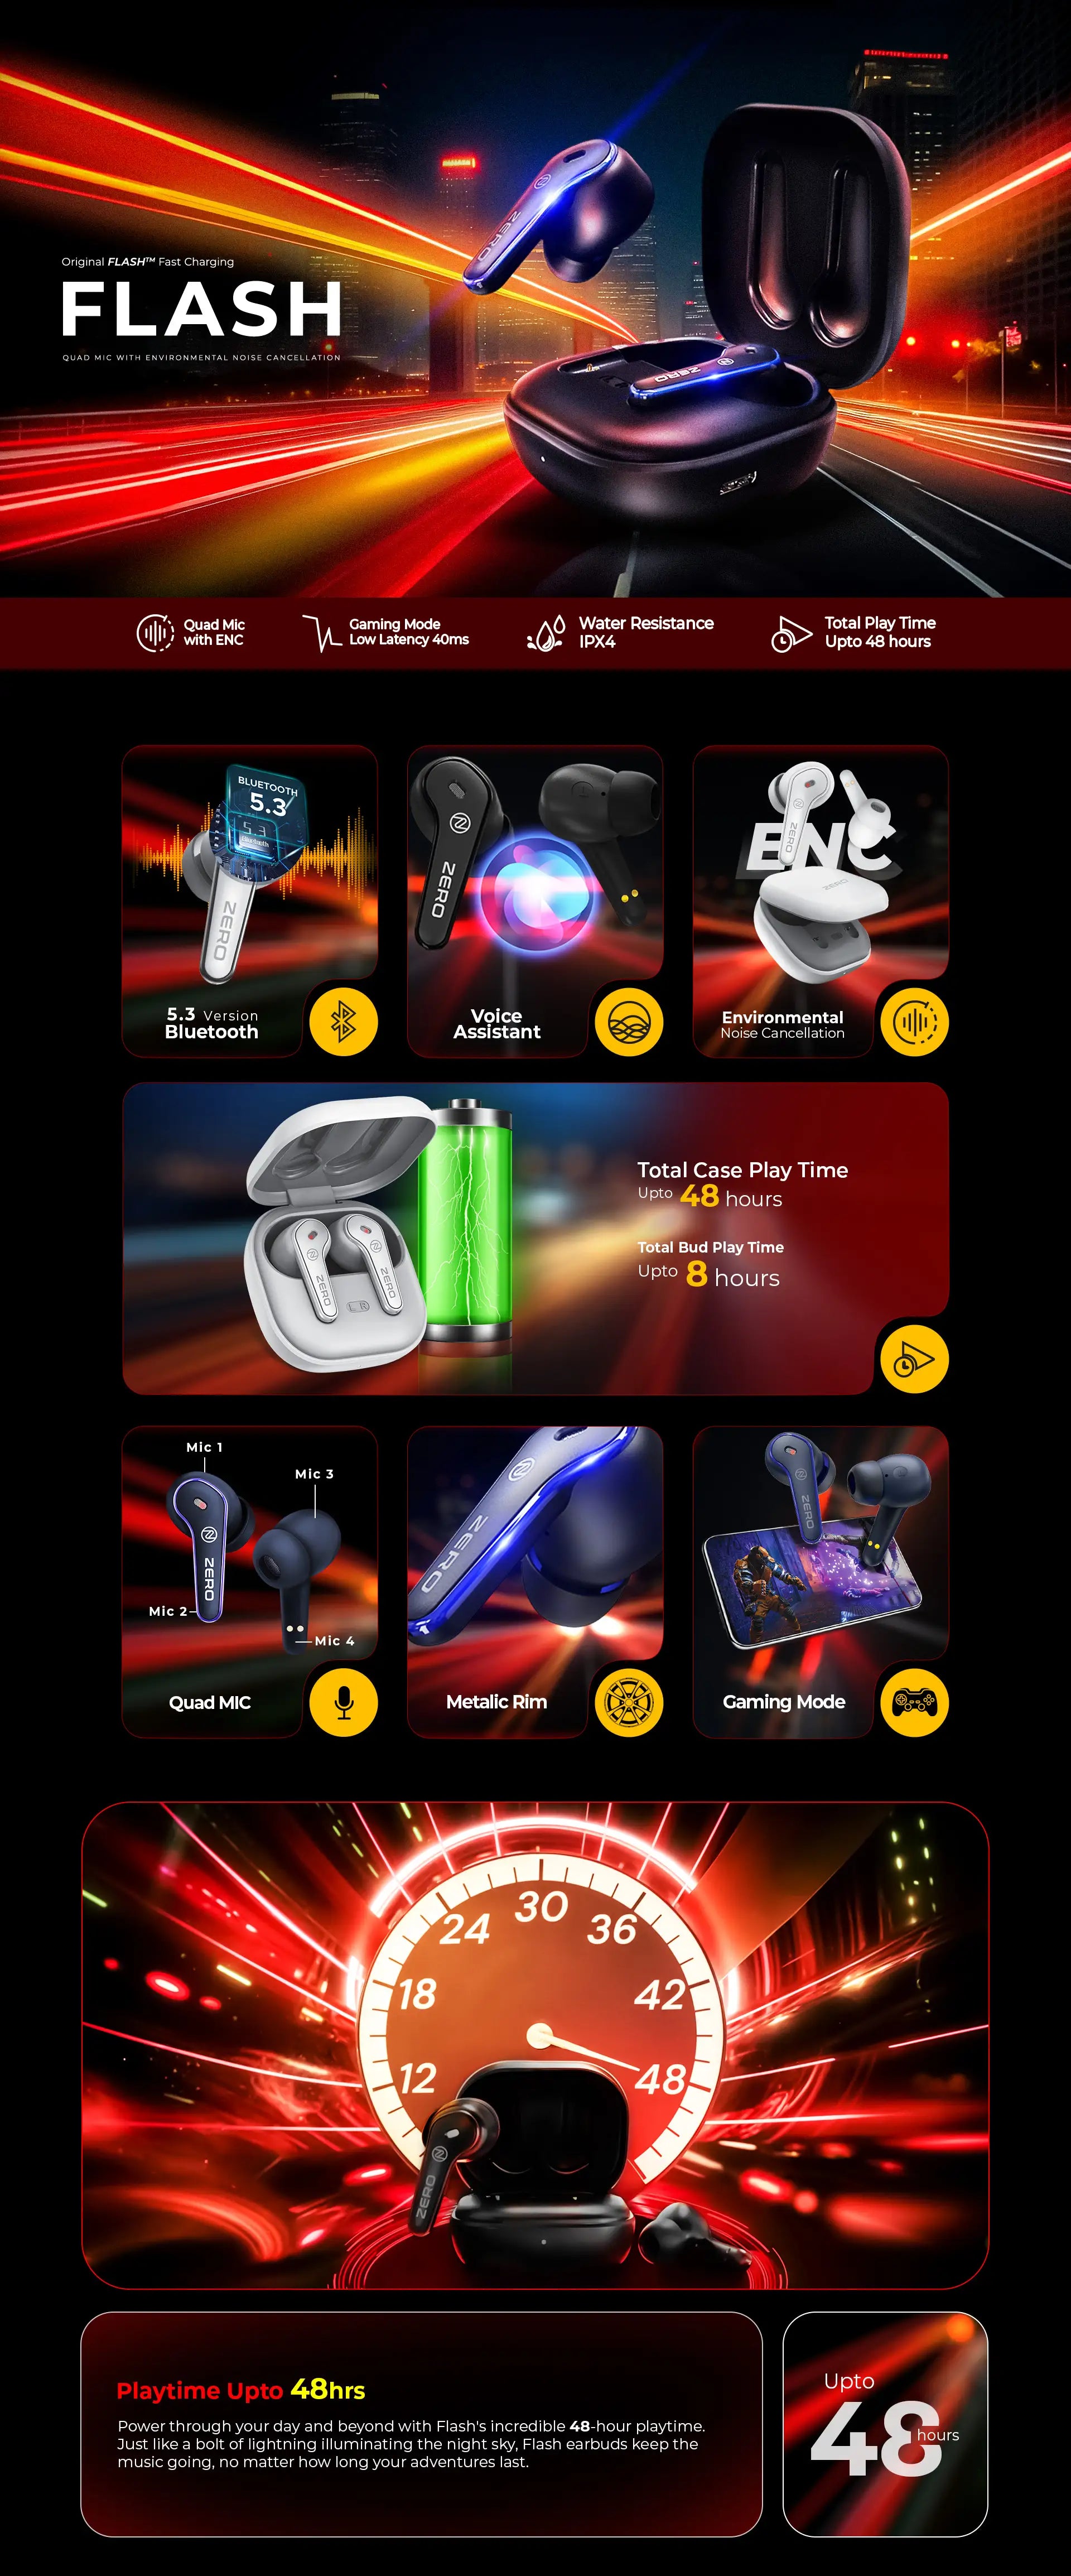 Original FLASH™ Fast Charging
FLASH
QUAD MIC WITH ENVIRONMENTAL NOISE CANCELLATION
ZERO
ZERO
Quad Mic
with ENC
Gaming Mode
Low Latency 40ms
Water Resistance
IPX4
Total Play Time
Upto 48 hours
BLUETOOTH
5.3
5.3
Bluetooth
ZERO
5.3 Version
Bluetooth
ZERO
Voice
Assistant
ENC
ZERO
ZERO
Environmental
Noise Cancellation
ZERO
ZERO
L R
Total Case Play Time
Upto 48 hours
Total Bud Play Time
Upto 8 hours
Mic 1
Mic 3
ZERO
Mic 2
Mic 4
Quad MIC
ZERO
Metalic Rim
ZERO
Gaming Mode
30
24
36
18
42
12
48
ZERO
Playtime Upto 48hrs
Power through your day and beyond with Flash's incredible 48-hour playtime.
Just like a bolt of lightning illuminating the night sky, Flash earbuds keep the
music going, no matter how long your adventures last.
Upto
48
hours